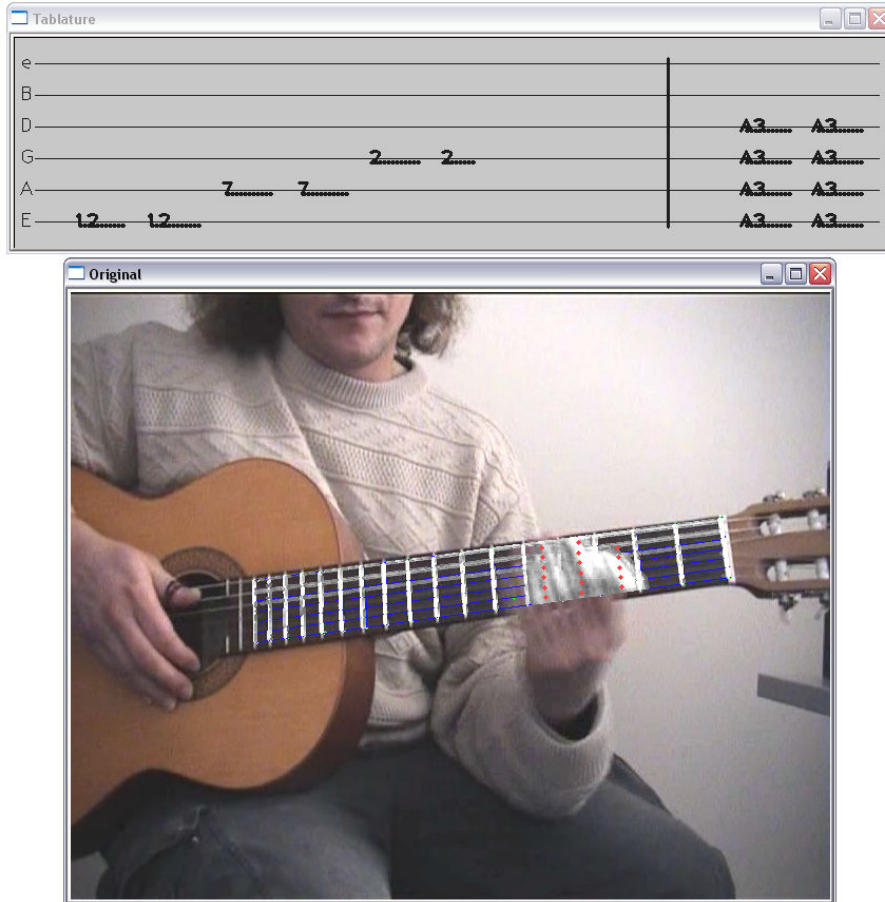 Tablature
e
B
D A3 A3
G 2 2 A3 A3
A 7 7 A3 A3
E 12 12 A3 A3
Original